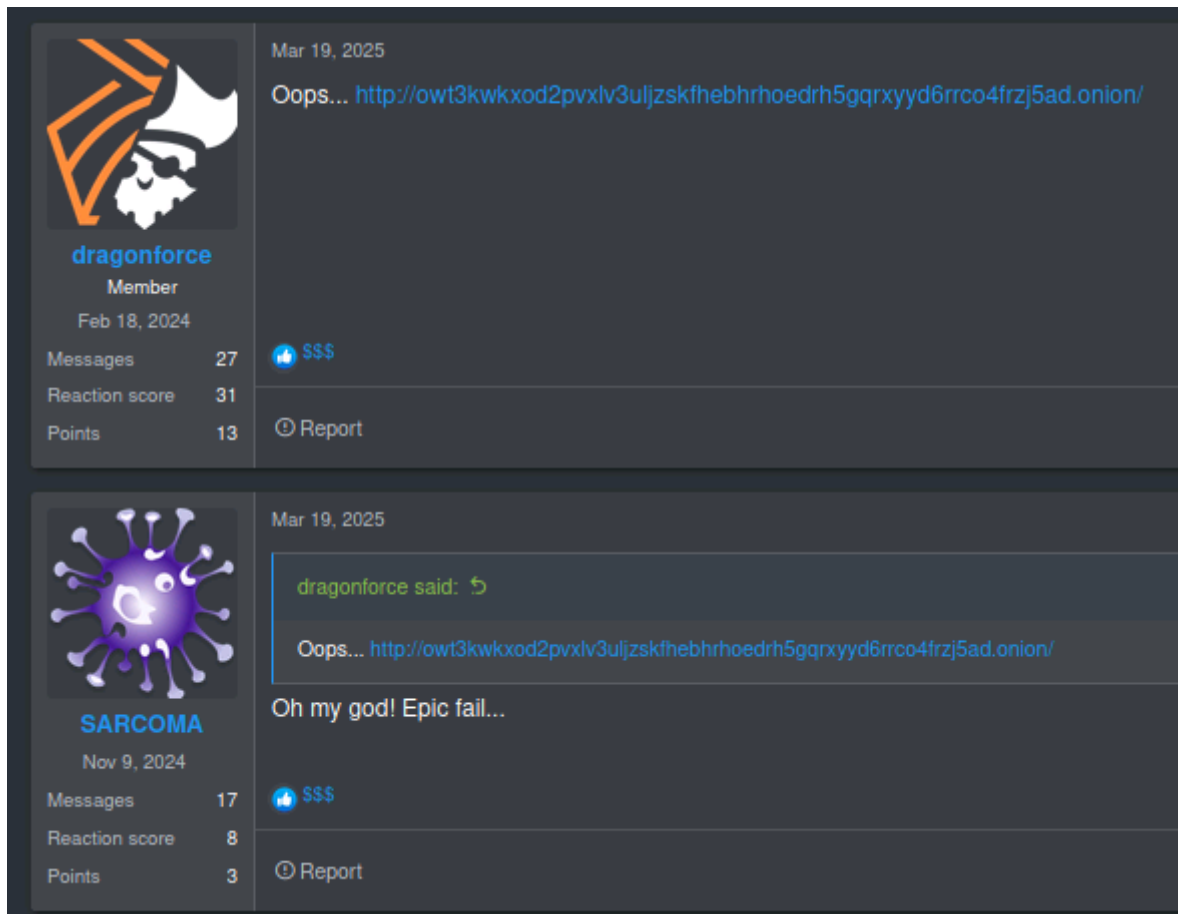 Mar 19, 2025
Oops... http://owt3kwkxod2pvxlv3uljzskfhebhrhoedrh5gqrxyyd6rrco4frzj5ad.onion/
dragonforce
Member
Feb 18, 2024
Messages 27
Reaction score 31
Points 13
$$$
Report
Mar 19, 2025
dragonforce said:
Oops... http://owt3kwkxod2pvxlv3uljzskfhebhrhoedrh5gqrxyyd6rrco4frzj5ad.onion/
Oh my god! Epic fail...
SARCOMA
Nov 9, 2024
Messages 17
Reaction score 8
Points 3
$$$
Report